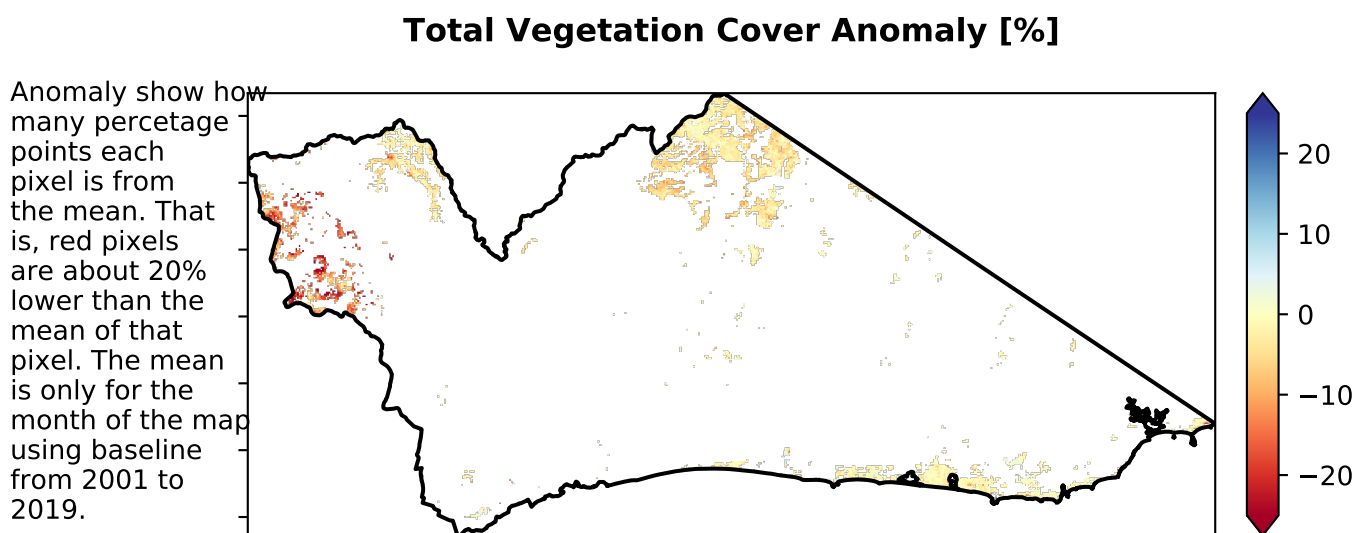 Total Vegetation Cover Anomaly [%]
Anomaly show how
many percetage
points each
pixel is from
the mean. That
is, red pixels
are about 20%
lower than the
mean of that
pixel. The mean
is only for the
month of the map
using baseline
from 2001 to
2019.
20
10
0
−10
−20